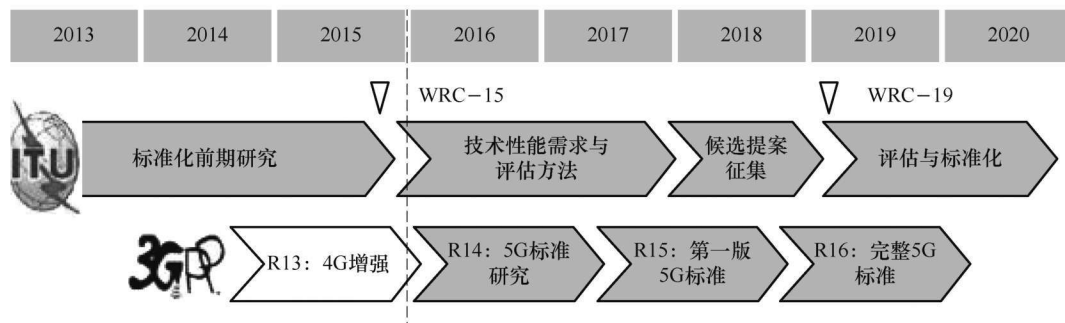 2013 2014 2015 2016 2017 2018 2019 2020
WRC-15 WRC-19
ITU
标准化前期研究
技术性能需求与
评估方法
候选提案
征集
评估与标准化
3GPP
R13：4G增强
R14：5G标准
研究
R15：第一版
5G标准
R16：完整5G
标准